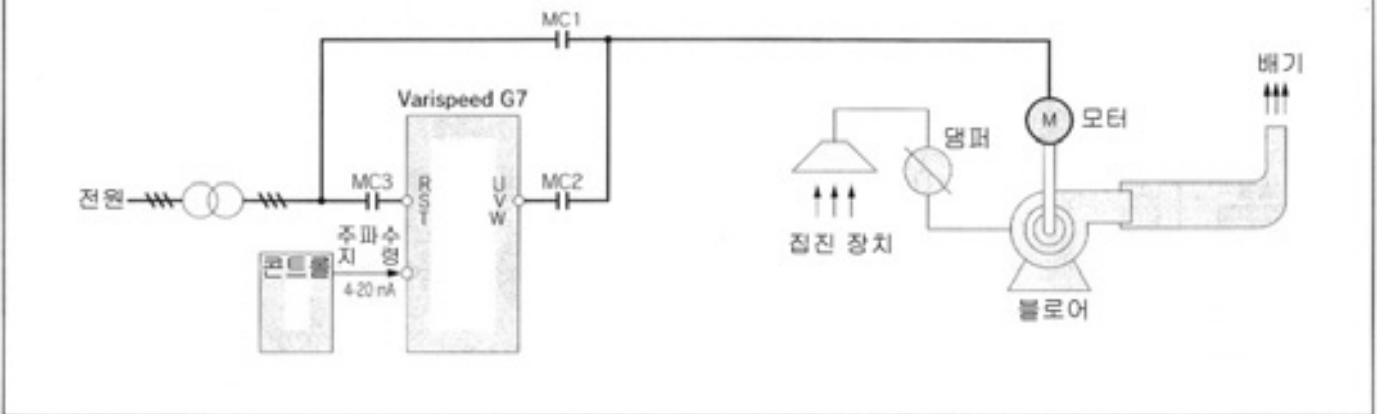 MC1
배기
Varispeed G7
M
모터
댐퍼
전원
MC3
R
S
T
U
V
W
MC2
집진 장치
주파수
지 령
콘트롤
4-20 mA
블로어